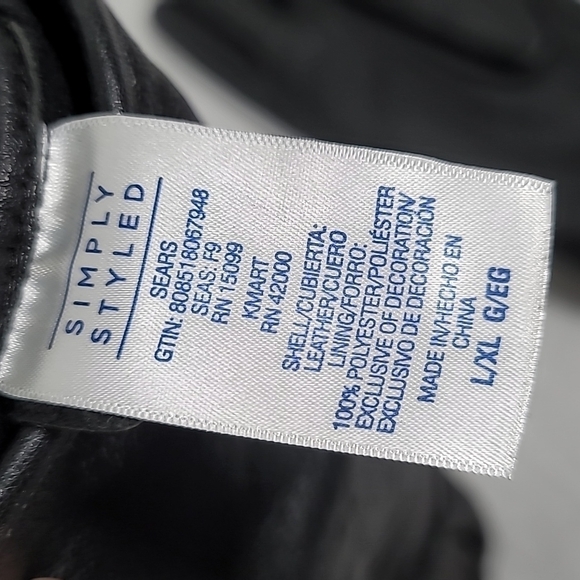 SIMPLY
STYLED
SEARS
GTIN: 808518067948
SEAS. F9
RN 15099
KMART
RN 42000
SHELL/CUBIERTA:
LEATHER/CUERO
LINING/FORRO:
100% POLYESTER/POLIÉSTER
EXCLUSIVE OF DECORATION/
EXCLUSIVO DE DECORACIÓN
MADE IN/HECHO EN
CHINA
L/XL G/EG